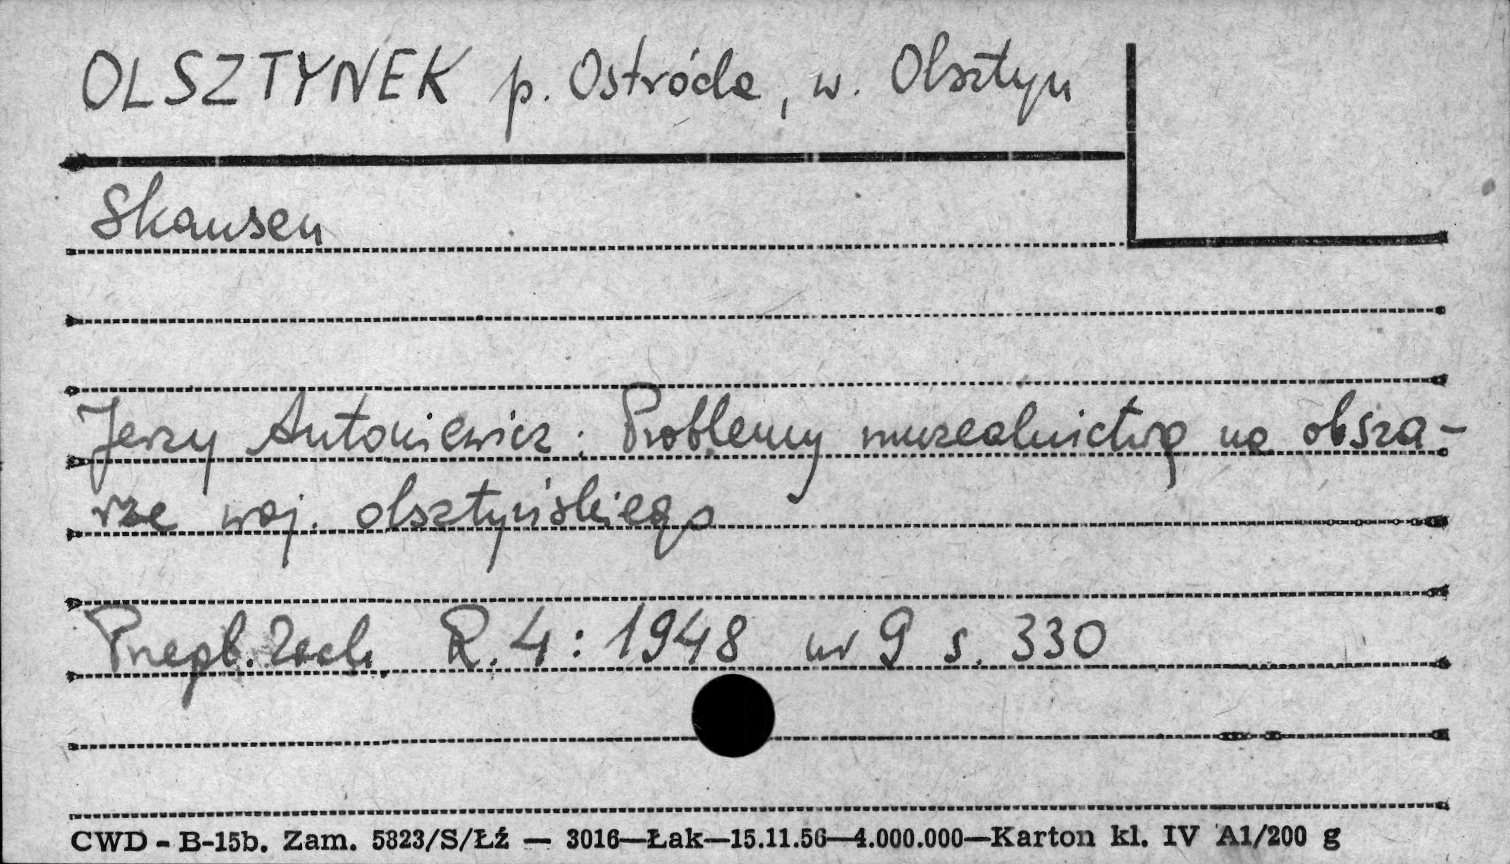 OLSZTYNEK p. Ostróda, w. Olsztyn
Skansen
Jerzy Antoniewicz: Problemy muzealnictwa na obsza-
rze woj. olsztyńskiego
Przegl. Zach. R. 4: 1948 nr 9 s. 330
CWD - B-15b. Zam. 5823/S/Łź — 3016—Łak—15.11.56—4.000.000—Karton kl. IV A1/200 g